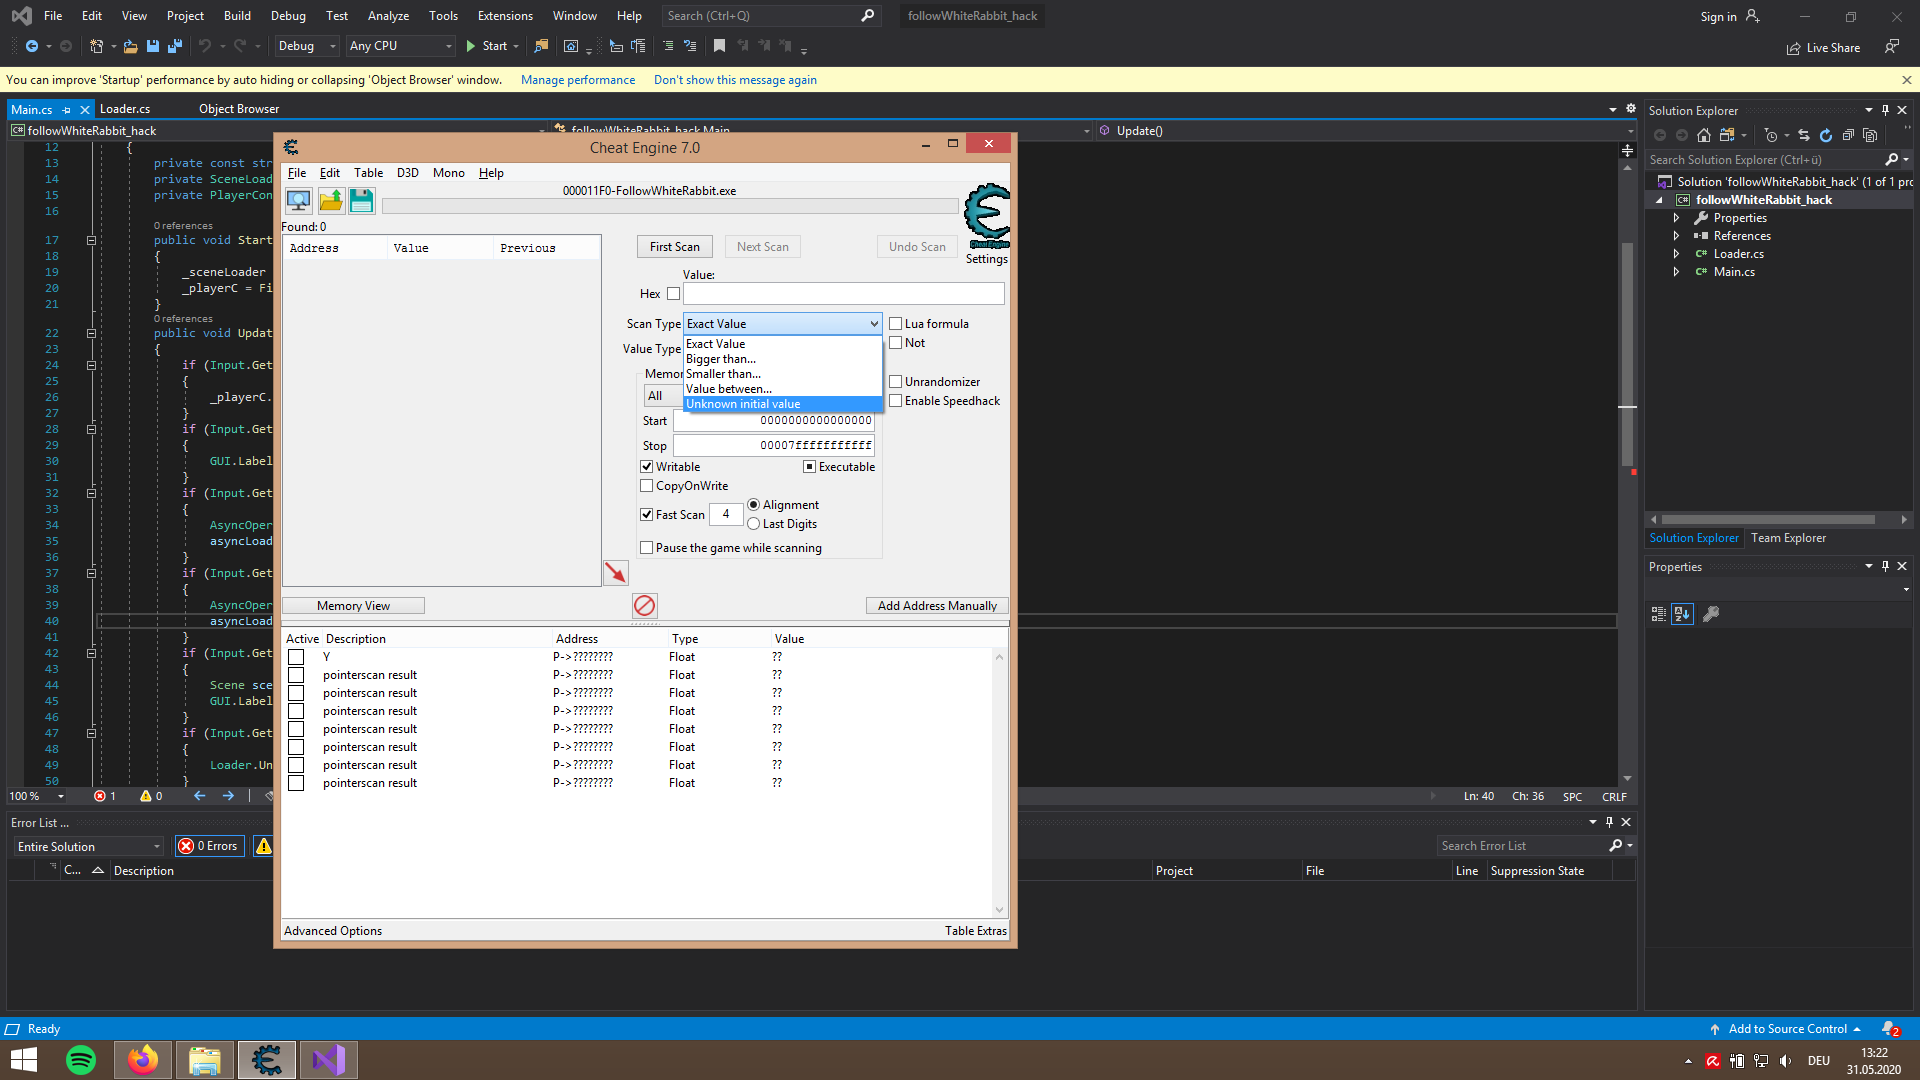 File Edit View Project Build Debug Test Analyze Tools Extensions Window Help Search (Ctrl+Q) followWhiteRabbit_hack Sign in
Debug Any CPU Start Live Share
You can improve 'Startup' performance by auto hiding or collapsing 'Object Browser' window. Manage performance Don't show this message again
Main.cs Loader.cs Object Browser
followWhiteRabbit_hack followWhiteRabbit_hack.Main Update()
12 {
13 private const str
14 private SceneLoad
15 private PlayerCon
16
0 references
17 public void Start
18 {
19 _sceneLoader
20 _playerC = Fi
21 }
0 references
22 public void Updat
23 {
24 if (Input.Get
25 {
26 _playerC.
27 }
28 if (Input.Get
29 {
30 GUI.Label
31 }
32 if (Input.Get
33 {
34 AsyncOper
35 asyncLoad
36 }
37 if (Input.Get
38 {
39 AsyncOper
40 asyncLoad
41 }
42 if (Input.Get
43 {
44 Scene sce
45 GUI.Label
46 }
47 if (Input.Get
48 {
49 Loader.Un
50 }
100 % 1 0 Ln: 40 Ch: 36 SPC CRLF
Cheat Engine 7.0
File Edit Table D3D Mono Help
000011F0-FollowWhiteRabbit.exe
Found: 0
Address Value Previous
First Scan Next Scan Undo Scan
Cheat Engine
Settings
Value:
Hex
Scan Type Exact Value Lua formula
Exact Value Not
Value Type
Bigger than...
Smaller than...
Memor
Value between...
Unknown initial value
All
Unrandomizer
Enable Speedhack
Start 0000000000000000
Stop 00007fffffffffff
Writable Executable
CopyOnWrite
Fast Scan 4 Alignment
Last Digits
Pause the game while scanning
Memory View Add Address Manually
Active Description Address Type Value
Y P->???????? Float ??
pointerscan result P->???????? Float ??
pointerscan result P->???????? Float ??
pointerscan result P->???????? Float ??
pointerscan result P->???????? Float ??
pointerscan result P->???????? Float ??
pointerscan result P->???????? Float ??
pointerscan result P->???????? Float ??
Advanced Options Table Extras
Solution Explorer
Search Solution Explorer (Ctrl+ü)
Solution 'followWhiteRabbit_hack' (1 of 1 pro
followWhiteRabbit_hack
Properties
References
Loader.cs
Main.cs
Solution Explorer Team Explorer
Properties
Error List ...
Entire Solution 0 Errors Search Error List
C... Description Project File Line Suppression State
Ready Add to Source Control 2
DEU 13:22
31.05.2020